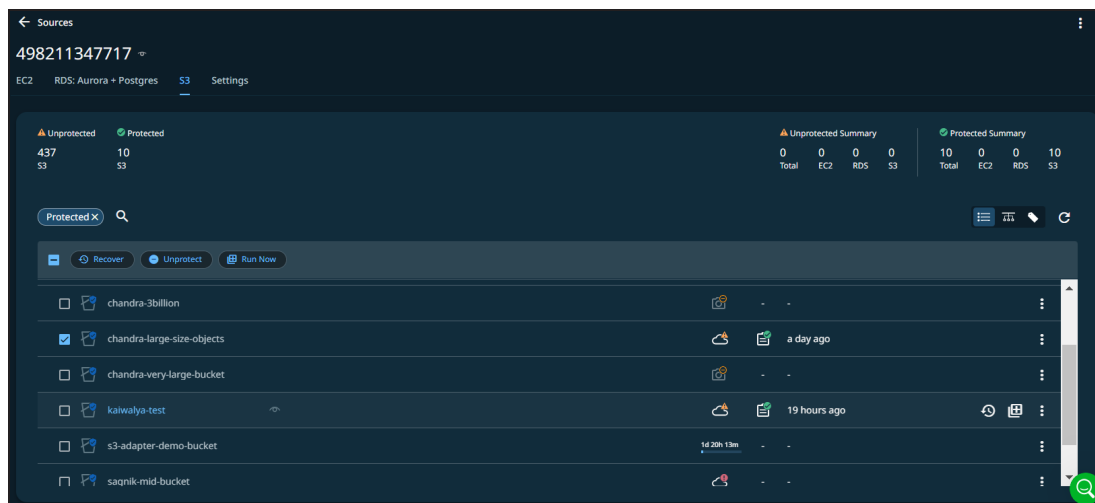 Sources
498211347717
EC2 RDS: Aurora + Postgres S3 Settings
Unprotected Protected Unprotected Summary Protected Summary
437 10 0 0 0 0 10 0 0 10
S3 S3 Total EC2 RDS S3 Total EC2 RDS S3
Protected
Recover Unprotect Run Now
chandra-3billion - -
chandra-large-size-objects a day ago
chandra-very-large-bucket - -
kaiwalya-test 19 hours ago
s3-adapter-demo-bucket 1d 20h 13m - -
sagnik-mid-bucket - -